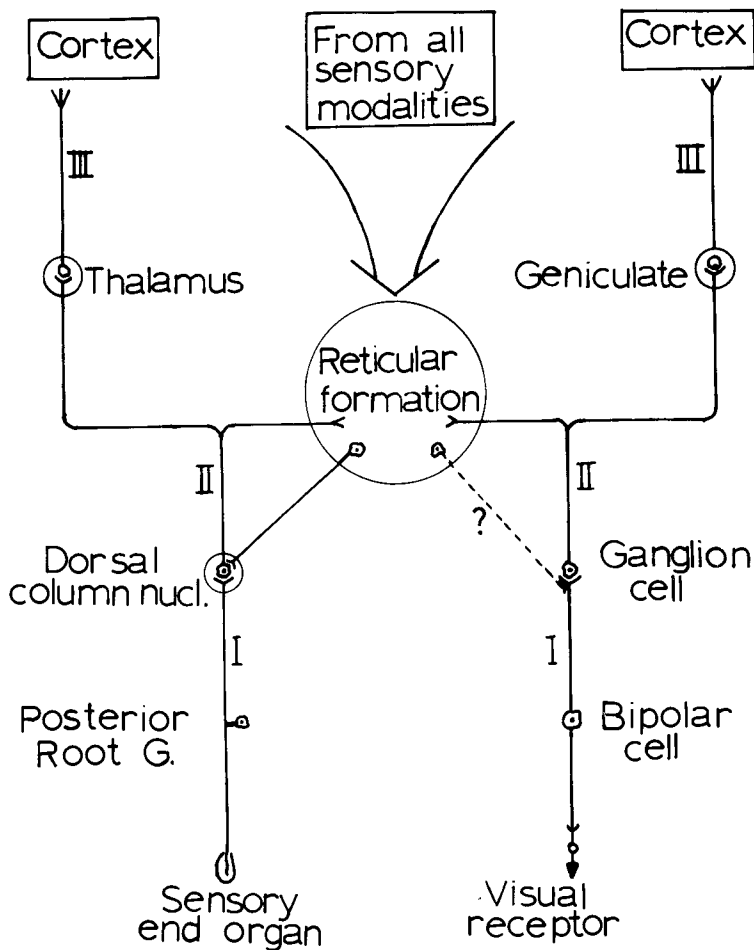 Cortex
From all
sensory
modalities
Cortex
III
III
Thalamus
Geniculate
Reticular
formation
II
II
?
Dorsal
column nucl.
Ganglion
cell
I
I
Posterior
Root G.
Bipolar
cell
Sensory
end organ
Visual
receptor